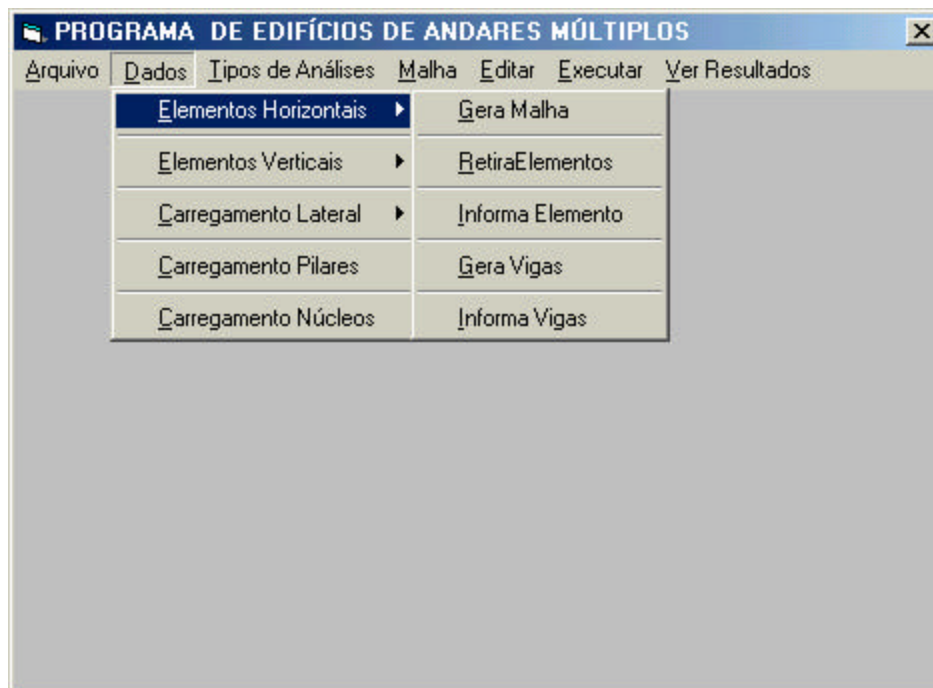 PROGRAMA DE EDIFÍCIOS DE ANDARES MÚLTIPLOS
Arquivo Dados Tipos de Análises Malha Editar Executar Ver Resultados
Elementos Horizontais Gera Malha
Elementos Verticais RetiraElementos
Carregamento Lateral Informa Elemento
Carregamento Pilares Gera Vigas
Carregamento Núcleos Informa Vigas